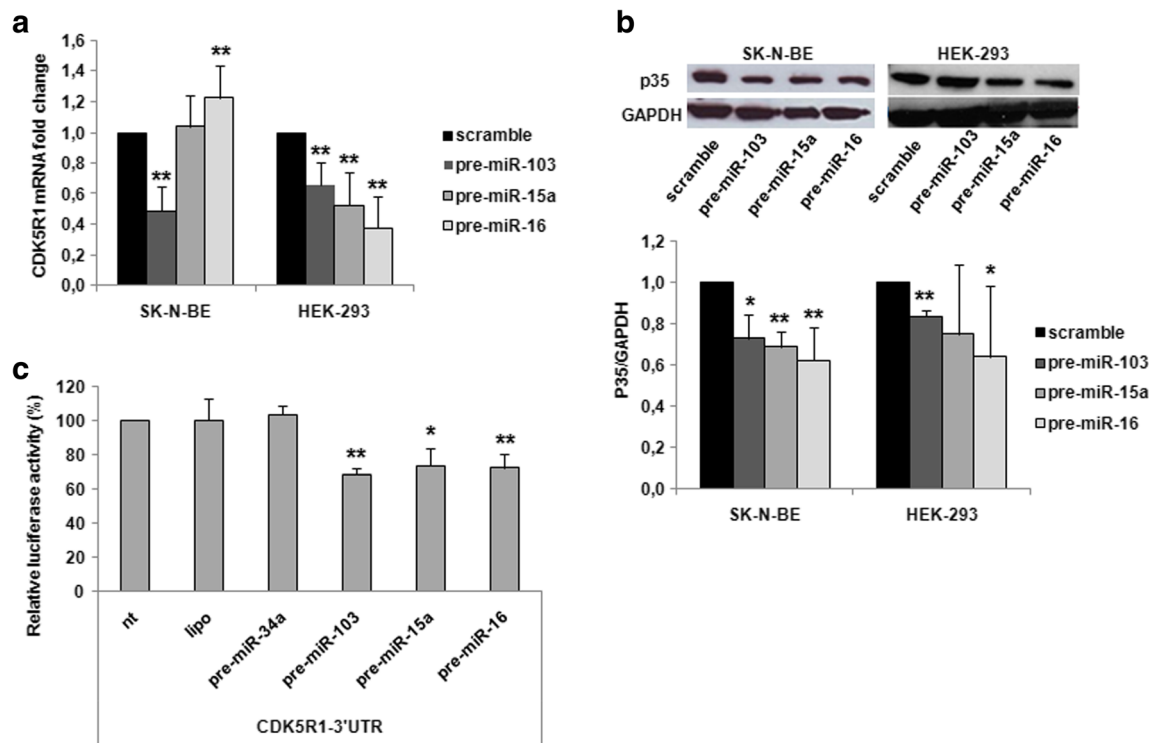 a
CDK5R1 mRNA fold change
1,6
1,4
1,2
1,0
0,8
0,6
0,4
0,2
0,0
**
**
**
**
**
SK-N-BE
HEK-293
scramble
pre-miR-103
pre-miR-15a
pre-miR-16
b
SK-N-BE
HEK-293
p35
GAPDH
scramble
pre-miR-103
pre-miR-15a
pre-miR-16
scramble
pre-miR-103
pre-miR-15a
pre-miR-16
P35/GAPDH
1,2
1,0
0,8
0,6
0,4
0,2
0,0
*
**
**
**
*
SK-N-BE
HEK-293
scramble
pre-miR-103
pre-miR-15a
pre-miR-16
c
Relative luciferase activity (%)
120
100
80
60
40
20
0
**
*
**
nt
lipo
pre-miR-34a
pre-miR-103
pre-miR-15a
pre-miR-16
CDK5R1-3'UTR